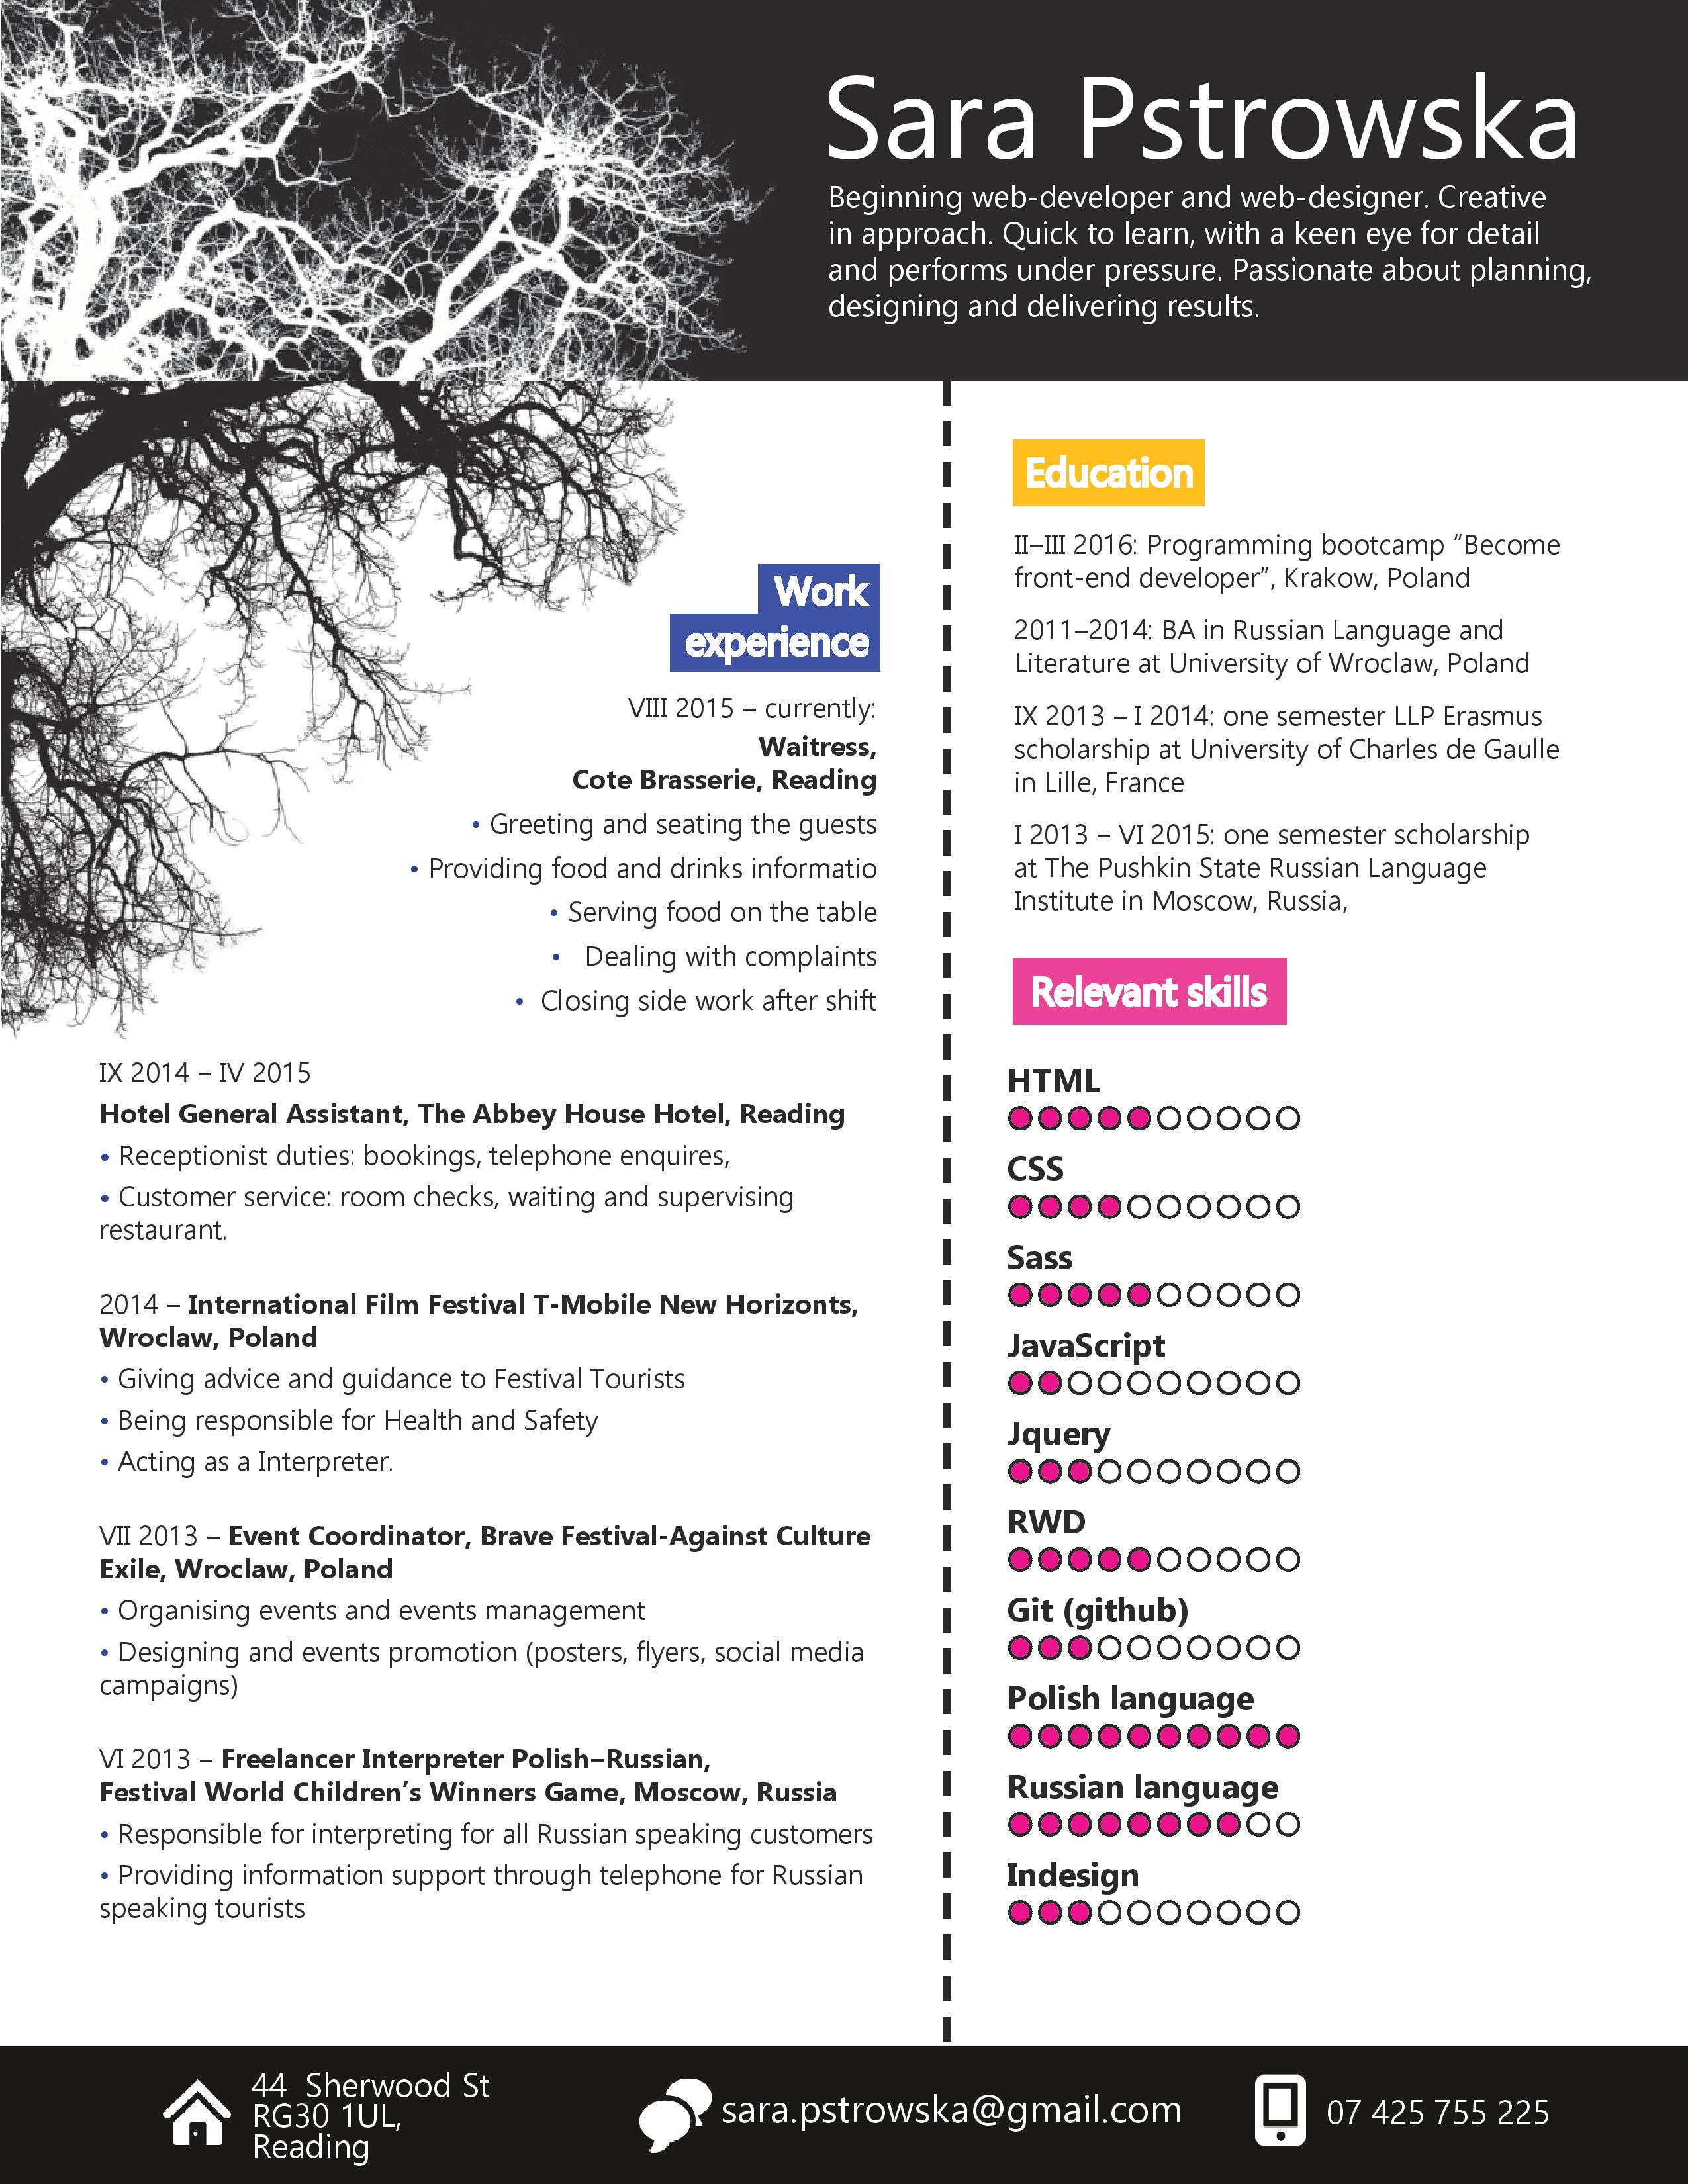 Sara Pstrowska
Beginning web-developer and web-designer. Creative
in approach. Quick to learn, with a keen eye for detail
and performs under pressure. Passionate about planning,
designing and delivering results.
Work
experience
VIII 2015 – currently:
Waitress,
Cote Brasserie, Reading
• Greeting and seating the guests
• Providing food and drinks informatio
• Serving food on the table
• Dealing with complaints
• Closing side work after shift
IX 2014 – IV 2015
Hotel General Assistant, The Abbey House Hotel, Reading
• Receptionist duties: bookings, telephone enquires,
• Customer service: room checks, waiting and supervising
restaurant.
2014 – International Film Festival T-Mobile New Horizonts,
Wroclaw, Poland
• Giving advice and guidance to Festival Tourists
• Being responsible for Health and Safety
• Acting as a Interpreter.
VII 2013 – Event Coordinator, Brave Festival-Against Culture
Exile, Wroclaw, Poland
• Organising events and events management
• Designing and events promotion (posters, flyers, social media
campaigns)
VI 2013 – Freelancer Interpreter Polish–Russian,
Festival World Children’s Winners Game, Moscow, Russia
• Responsible for interpreting for all Russian speaking customers
• Providing information support through telephone for Russian
speaking tourists
Education
II–III 2016: Programming bootcamp “Become
front-end developer”, Krakow, Poland
2011–2014: BA in Russian Language and
Literature at University of Wroclaw, Poland
IX 2013 – I 2014: one semester LLP Erasmus
scholarship at University of Charles de Gaulle
in Lille, France
I 2013 – VI 2015: one semester scholarship
at The Pushkin State Russian Language
Institute in Moscow, Russia,
Relevant skills
HTML
CSS
Sass
JavaScript
Jquery
RWD
Git (github)
Polish language
Russian language
Indesign
44 Sherwood St
RG30 1UL,
Reading
sara.pstrowska@gmail.com
07 425 755 225